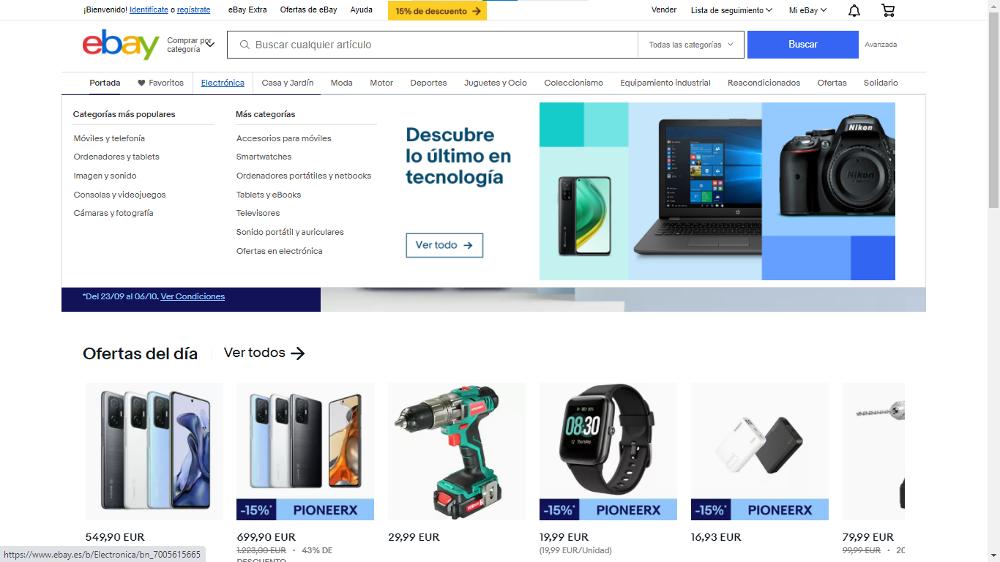 ¡Bienvenido! Identifícate o regístrate
eBay Extra
Ofertas de eBay
Ayuda
15% de descuento
Vender
Lista de seguimiento
Mi eBay
ebay
Comprar por
categoría
Buscar cualquier artículo
Todas las categorías
Buscar
Avanzada
Portada
Favoritos
Electrónica
Casa y Jardín
Moda
Motor
Deportes
Juguetes y Ocio
Coleccionismo
Equipamiento industrial
Reacondicionados
Ofertas
Solidario
Categorías más populares
Móviles y telefonía
Ordenadores y tablets
Imagen y sonido
Consolas y videojuegos
Cámaras y fotografía
Más categorías
Accesorios para móviles
Smartwatches
Ordenadores portátiles y netbooks
Tablets y eBooks
Televisores
Sonido portátil y auriculares
Ofertas en electrónica
Descubre
lo último en
tecnología
Ver todo
Nikon
Nikon
*Del 23/09 al 06/10. Ver Condiciones
Ofertas del día
Ver todos
08:30
12 Thursday
-15%* PIONEERX
-15%* PIONEERX
-15%* PIONEERX
549,90 EUR
699,90 EUR
1.223,00 EUR · 43% DE
DESCUENTO
29,99 EUR
19,99 EUR
(19,99 EUR/Unidad)
16,93 EUR
79,99 EUR
99,99 EUR · 20
https://www.ebay.es/b/Electronica/bn_7005615665